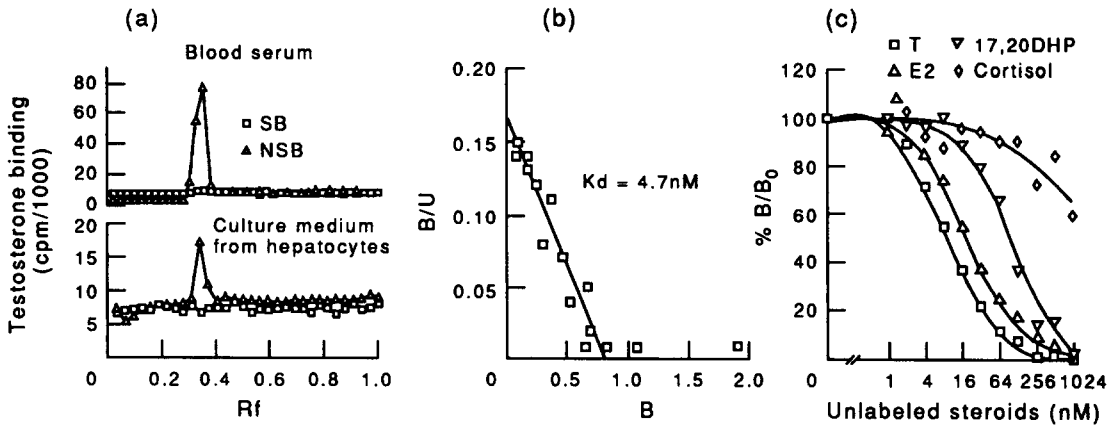 (a)
Blood serum
80
60
40
20
0
SB
NSB
Culture medium
from hepatocytes
20
15
10
5
Testosterone binding
(cpm/1000)
0 0.2 0.4 0.6 0.8 1.0
Rf
(b)
0.20
0.15
0.10
0.05
B/U
Kd = 4.7nM
0 0.5 1.0 1.5 2.0
B
(c)
T 17,20DHP
E2 Cortisol
120
100
80
60
40
20
% B/B0
0 1 4 16 64 256 1024
Unlabeled steroids (nM)